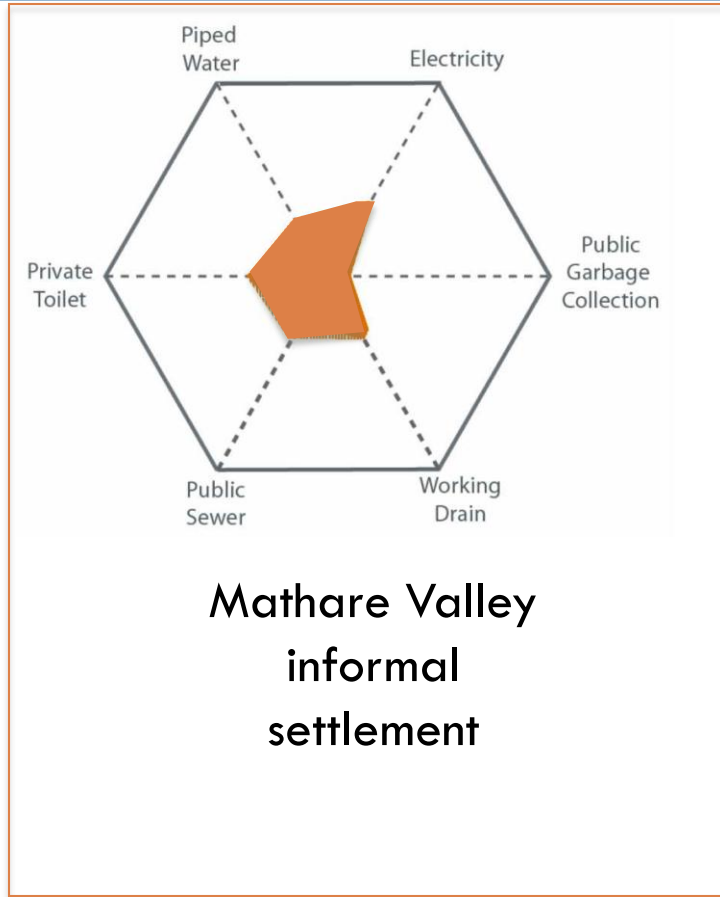 Piped
Water
Electricity
Private
Toilet
Public
Garbage
Collection
Public
Sewer
Working
Drain
Mathare Valley
informal
settlement